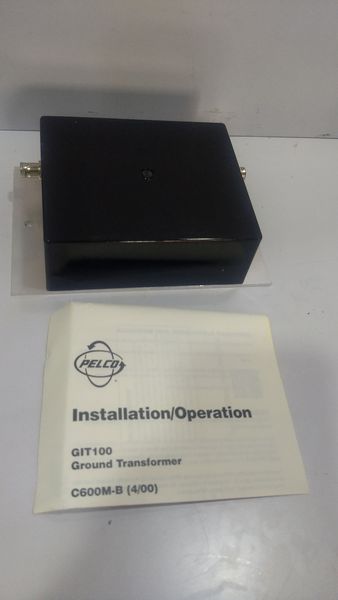 PELCO
Installation/Operation
GIT100
Ground Transformer
C600M-B (4/00)